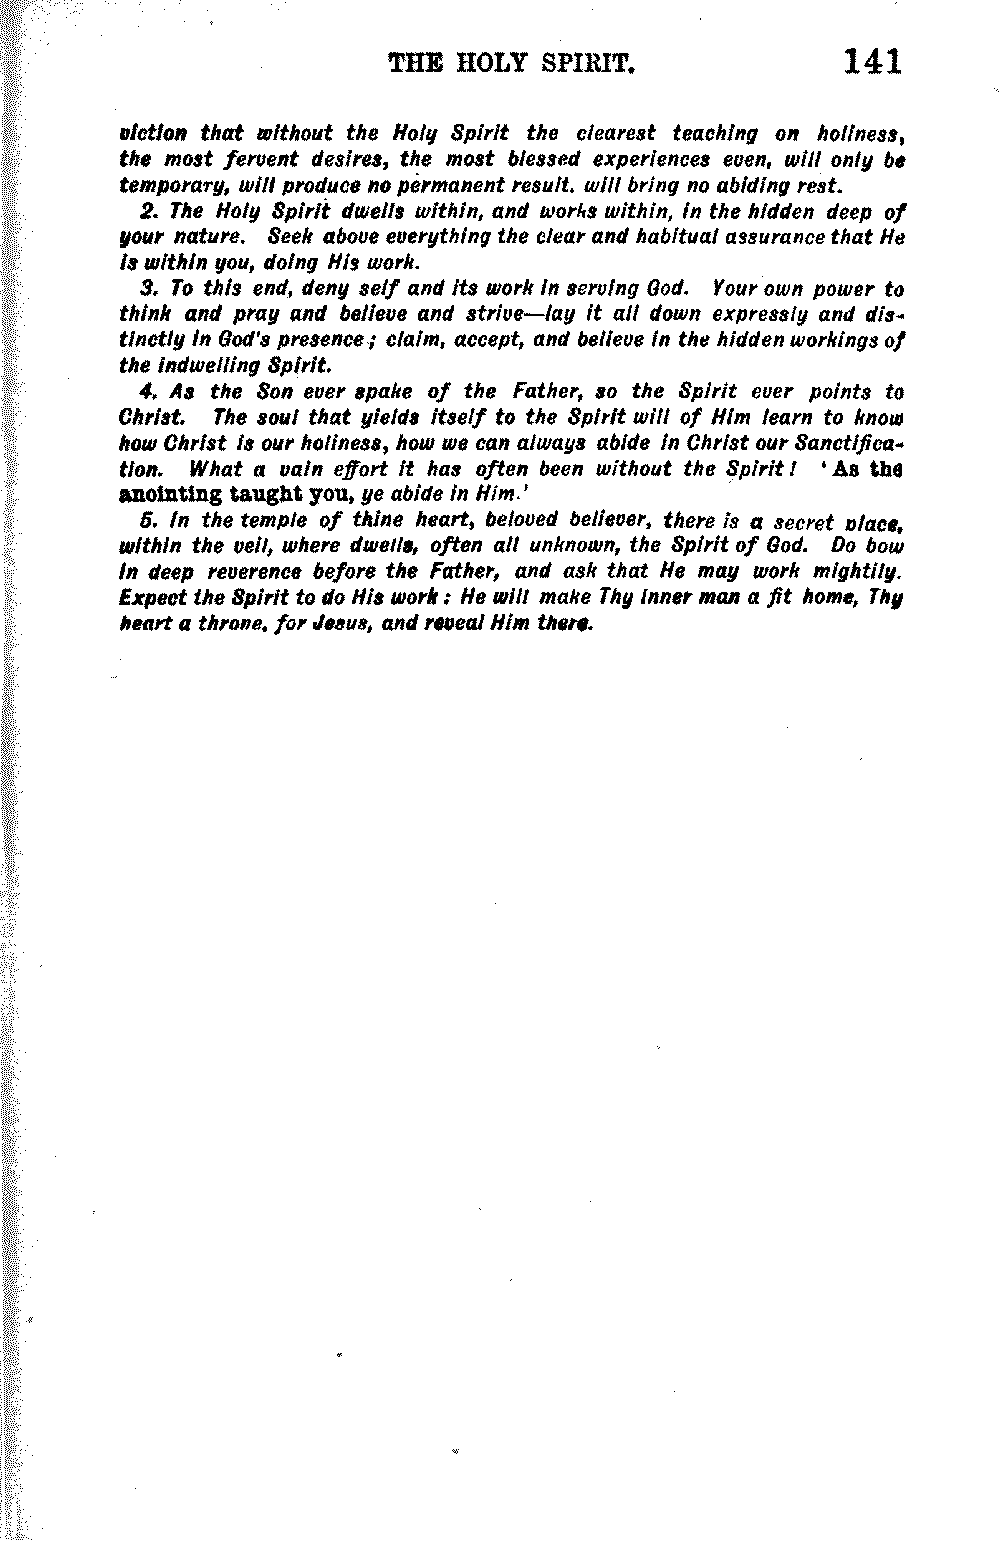 THE HOLY SPIRIT. 141
viction that without the Holy Spirit the clearest teaching on holiness,
the most fervent desires, the most blessed experiences even, will only be
temporary, will produce no permanent result. will bring no abiding rest.
2. The Holy Spirit dwells within, and works within, in the hidden deep of
your nature. Seek above everything the clear and habitual assurance that He
is within you, doing His work.
3. To this end, deny self and its work in serving God. Your own power to
think and pray and believe and strive—lay it all down expressly and dis-
tinctly in God's presence; claim, accept, and believe in the hidden workings of
the indwelling Spirit.
4. As the Son ever spake of the Father, so the Spirit ever points to
Christ. The soul that yields itself to the Spirit will of Him learn to know
how Christ is our holiness, how we can always abide in Christ our Sanctifica-
tion. What a vain effort it has often been without the Spirit! 'As the
anointing taught you, ye abide in Him.'
5. In the temple of thine heart, beloved believer, there is a secret place,
within the veil, where dwells, often all unknown, the Spirit of God. Do bow
in deep reverence before the Father, and ask that He may work mightily.
Expect the Spirit to do His work: He will make Thy inner man a fit home, Thy
heart a throne. for Jesus, and reveal Him there.